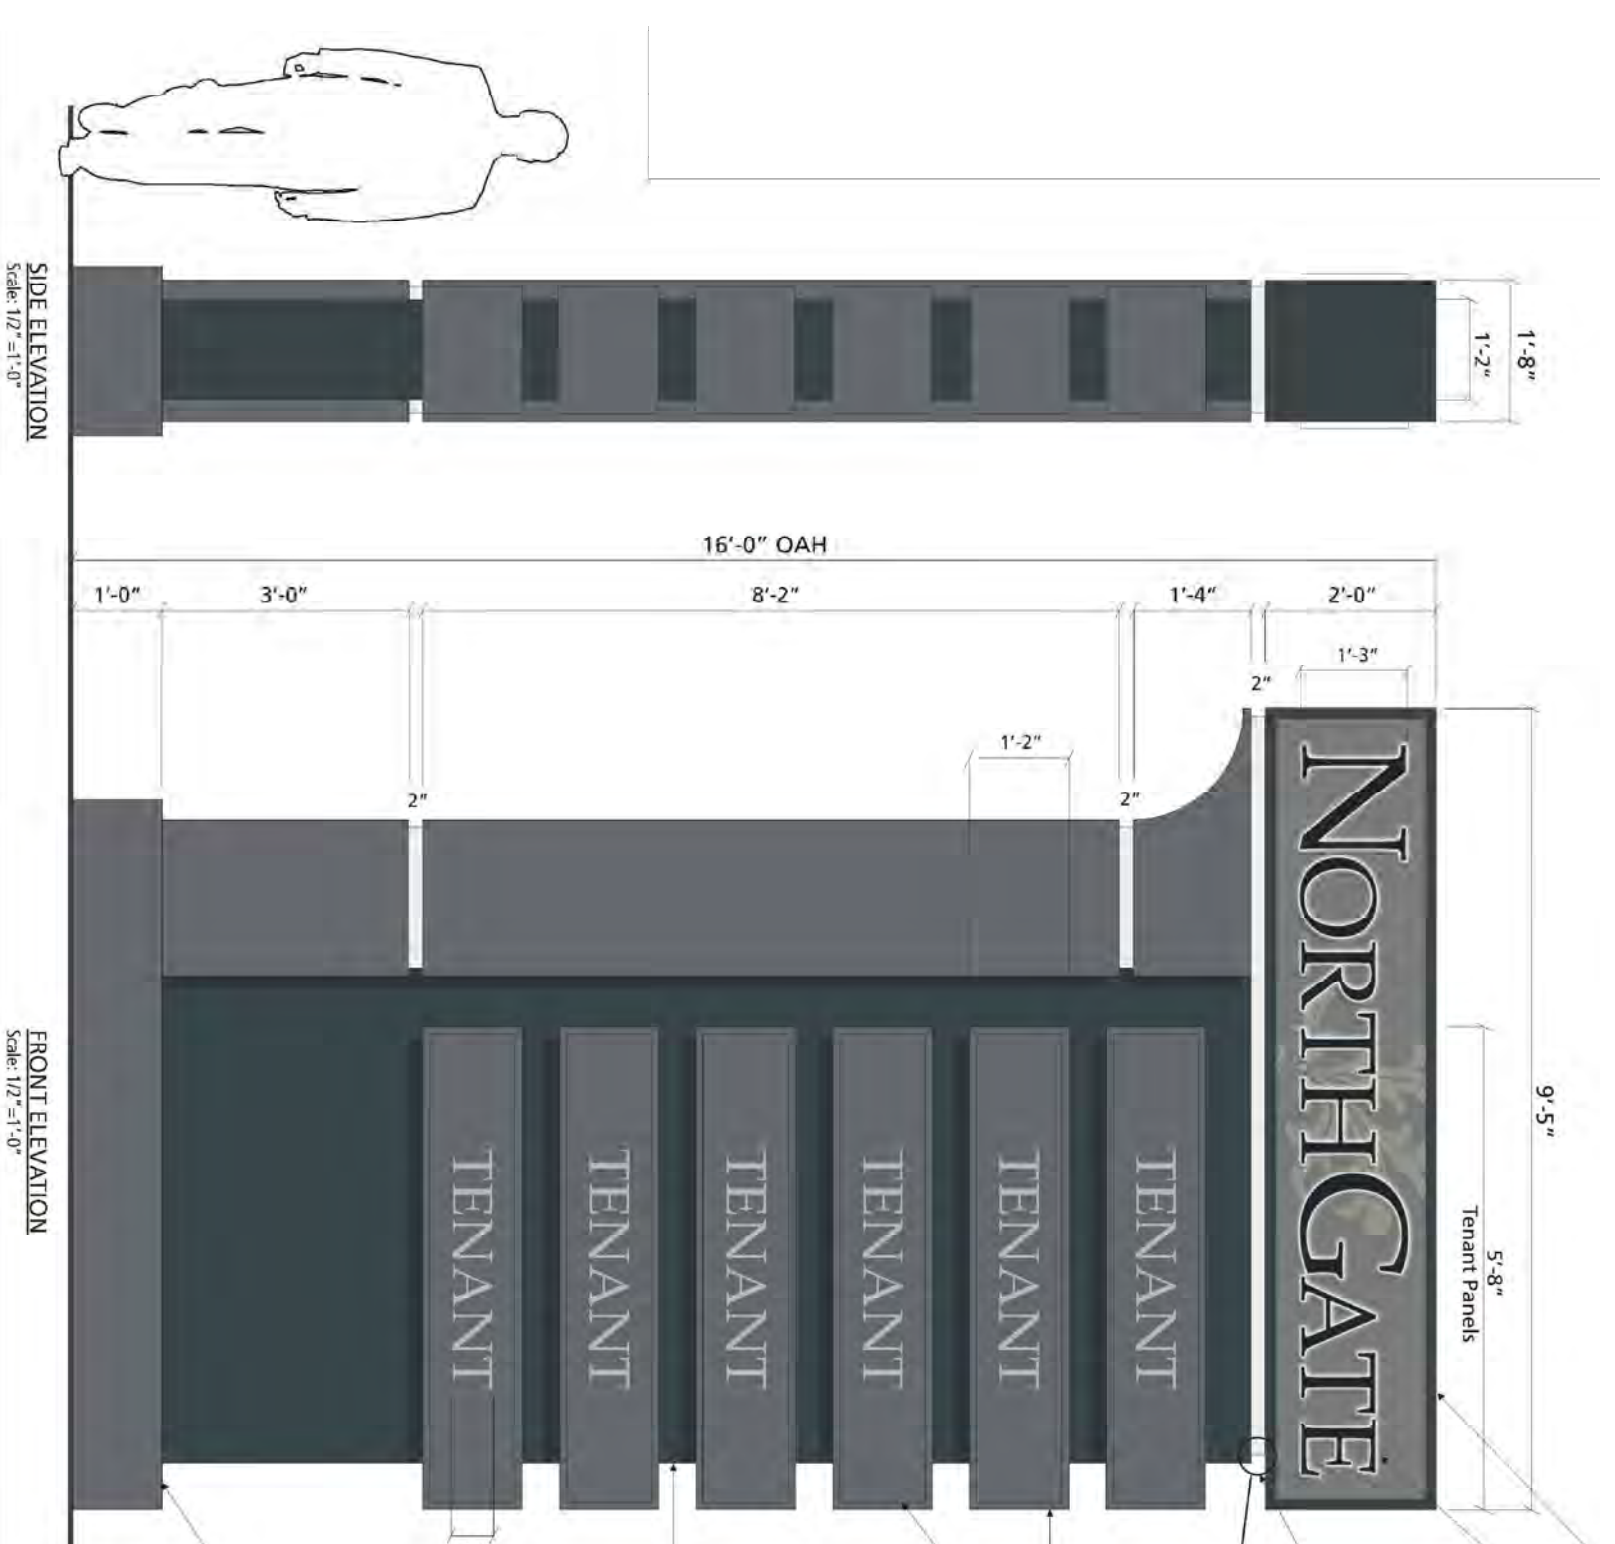 SIDE ELEVATION
Scale: 1/2"=1'-0"
1'-2"
1'-8"
16'-0" OAH
1'-0"
3'-0"
8'-2"
1'-4"
2'-0"
1'-3"
2"
1'-2"
2"
2"
NORTHGATE
9'-5"
5'-8"
Tenant Panels
FRONT ELEVATION
Scale: 1/2"=1'-0"
TENANT
TENANT
TENANT
TENANT
TENANT
TENANT